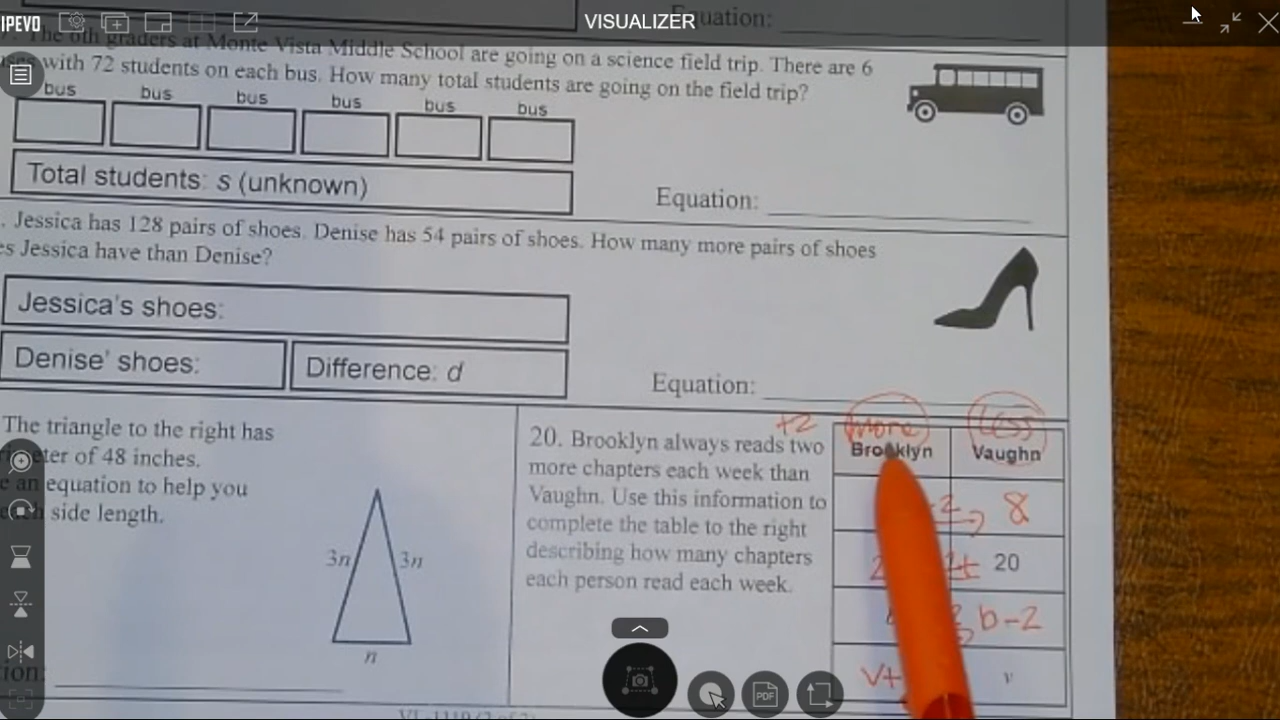 IPEVO
VISUALIZER
Equation:
The 6th graders at Monte Vista Middle School are going on a science field trip. There are 6
with 72 students on each bus. How many total students are going on the field trip?
bus bus bus bus bus bus
Total students: s (unknown)
Equation:
. Jessica has 128 pairs of shoes. Denise has 54 pairs of shoes. How many more pairs of shoes
Jessica have than Denise?
Jessica's shoes:
Denise' shoes:
Difference: d
Equation:
The triangle to the right has
of 48 inches.
an equation to help you
side length.
3n
3n
n
20. Brooklyn always reads two
more chapters each week than
Vaughn. Use this information to
complete the table to the right
describing how many chapters
each person read each week.
+2
more
less
Brooklyn
Vaughn
8
20
b-2
v+
v
PDF